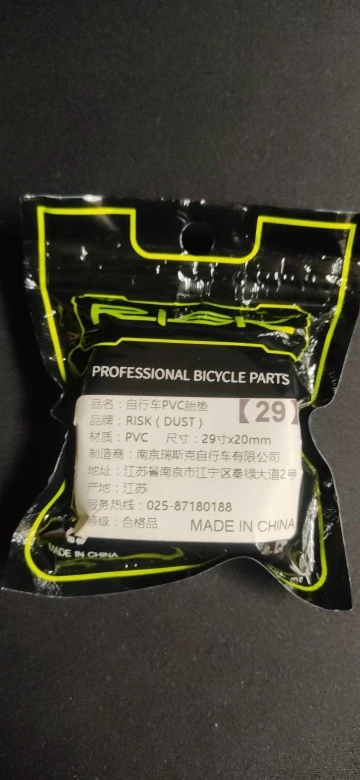 RISK
PROFESSIONAL BICYCLE PARTS
品名：自行车PVC胎垫 【29】
品牌：RISK（DUST）
材质：PVC 尺寸：29寸x20mm
制造商：南京瑞斯克自行车有限公司
地址：江苏省南京市江宁区秦禄大道2号
产地：江苏
服务热线：025-87180188
等级：合格品 MADE IN CHINA
MADE IN CHINA